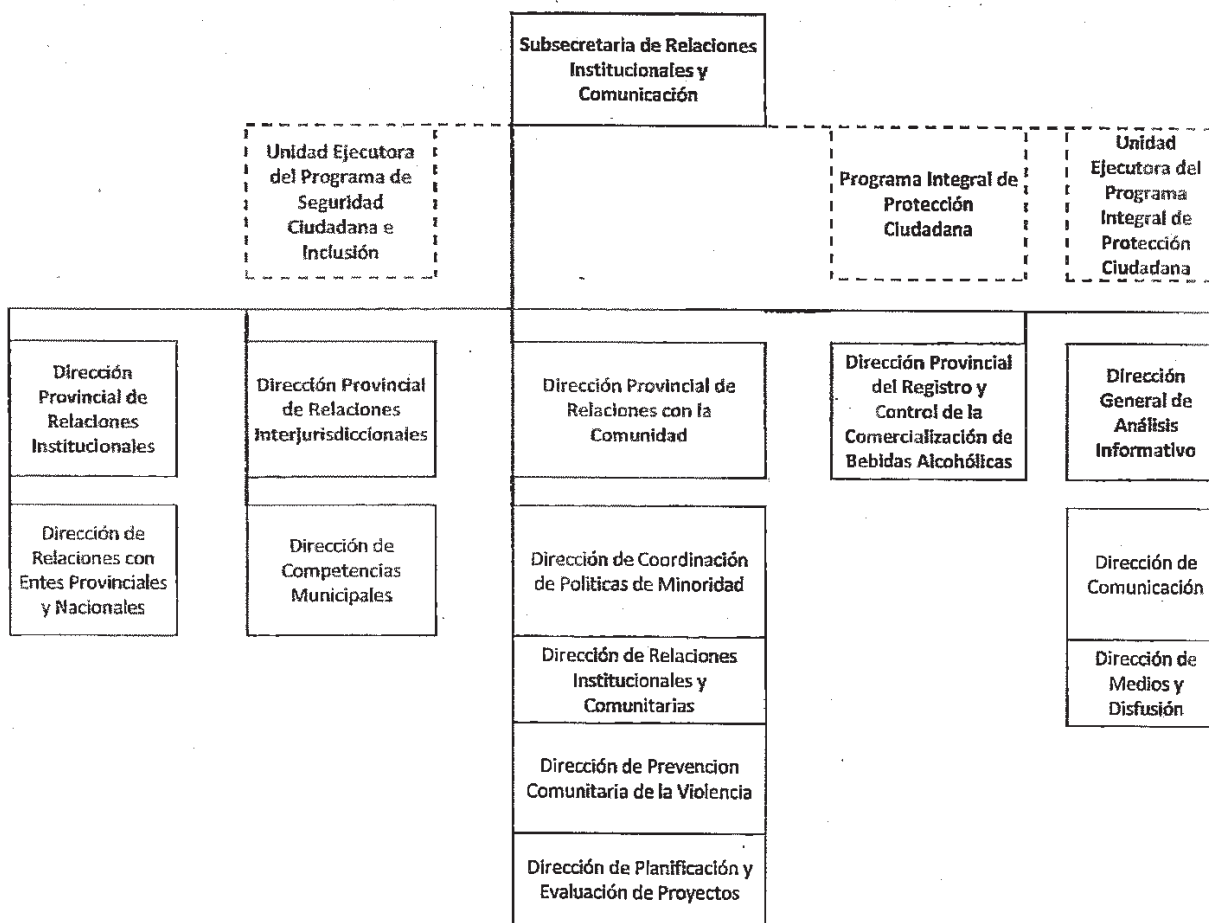 Subsecretaria de Relaciones
Institucionales y
Comunicación
Unidad Ejecutora
del Programa de
Seguridad
Ciudadana e
Inclusión
Programa Integral de
Protección
Ciudadana
Unidad
Ejecutora del
Programa
Integral de
Protección
Ciudadana
Dirección
Provincial de
Relaciones
Institucionales
Dirección Provincial
de Relaciones
Interjurisdiccionales
Dirección Provincial de
Relaciones con la
Comunidad
Dirección Provincial
del Registro y
Control de la
Comercialización de
Bebidas Alcohólicas
Dirección
General de
Análisis
Informativo
Dirección de
Relaciones con
Entes Provinciales
y Nacionales
Dirección de
Competencias
Municipales
Dirección de Coordinación
de Politicas de Minoridad
Dirección de
Comunicación
Dirección de Relaciones
Institucionales y
Comunitarias
Dirección de
Medios y
Disfusión
Dirección de Prevencion
Comunitaria de la Violencia
Dirección de Planificación y
Evaluación de Proyectos